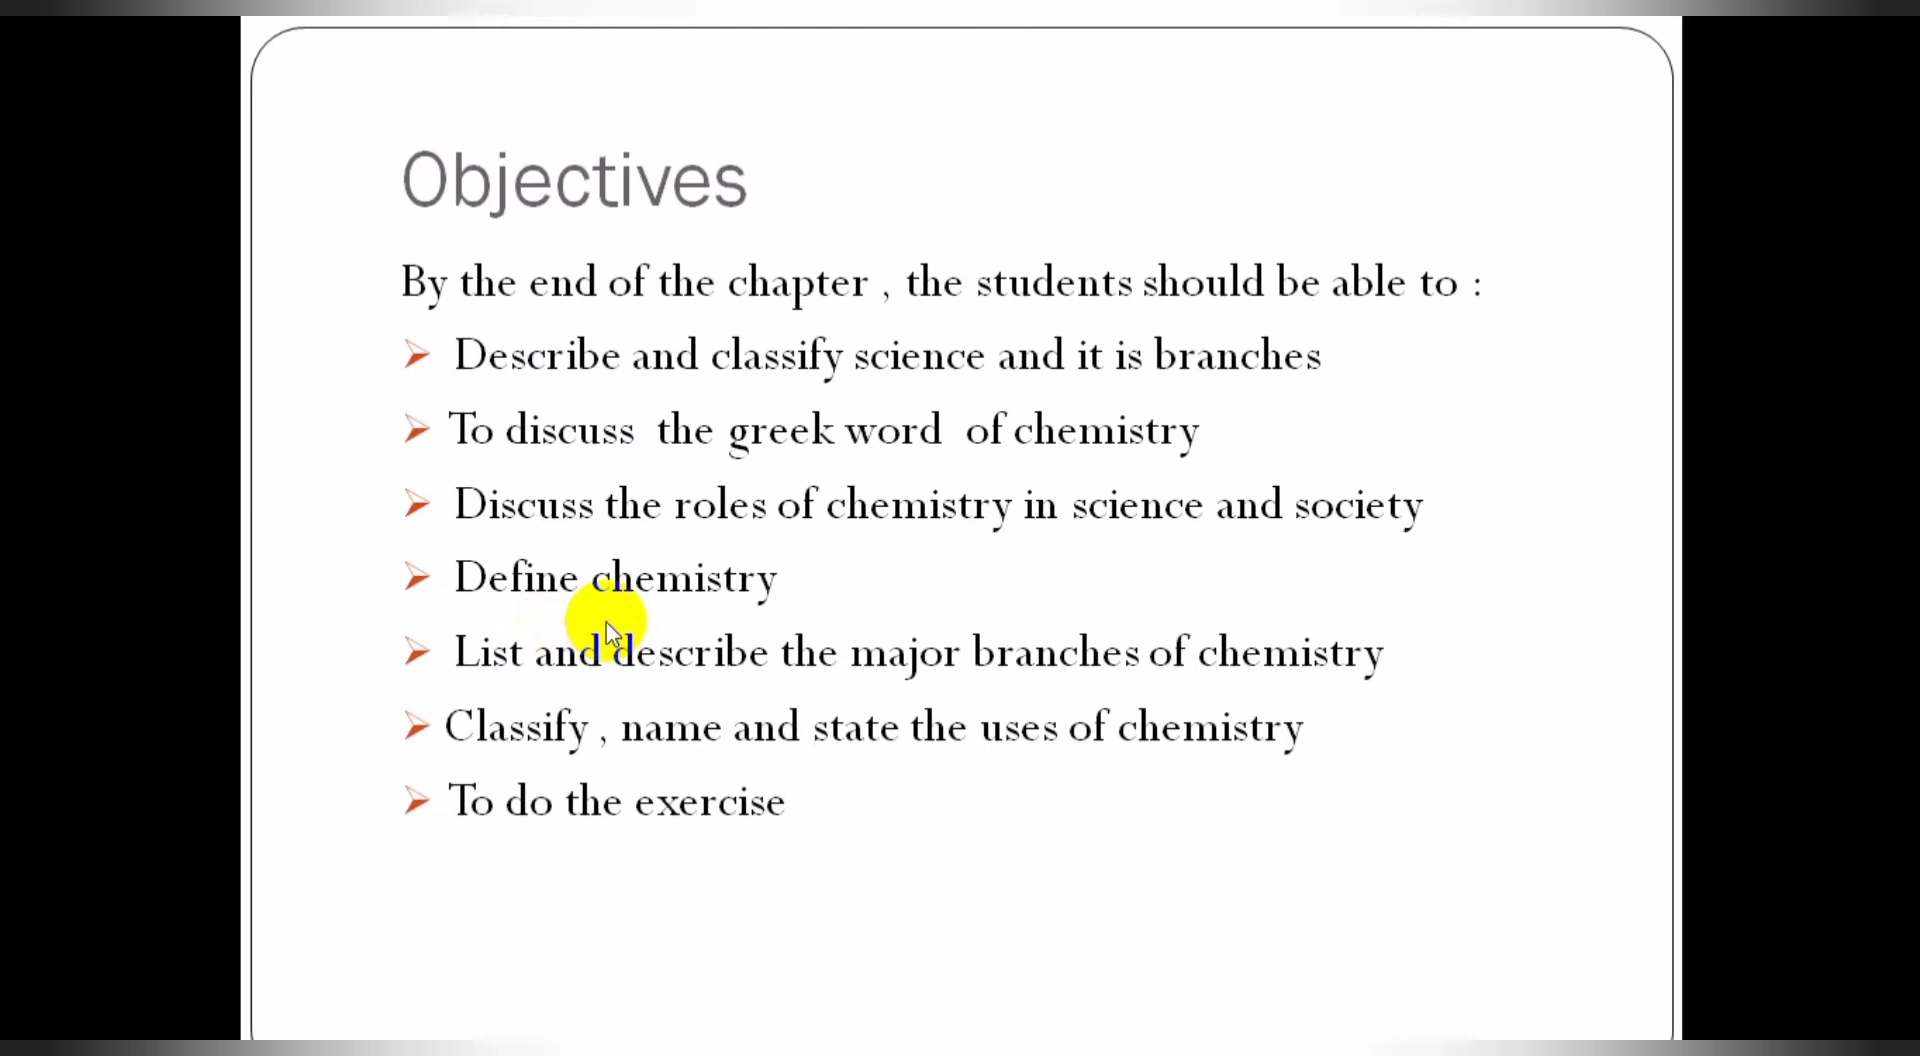 Objectives
By the end of the chapter , the students should be able to :
Describe and classify science and it is branches
To discuss the greek word of chemistry
Discuss the roles of chemistry in science and society
Define chemistry
List and describe the major branches of chemistry
Classify , name and state the uses of chemistry
To do the exercise